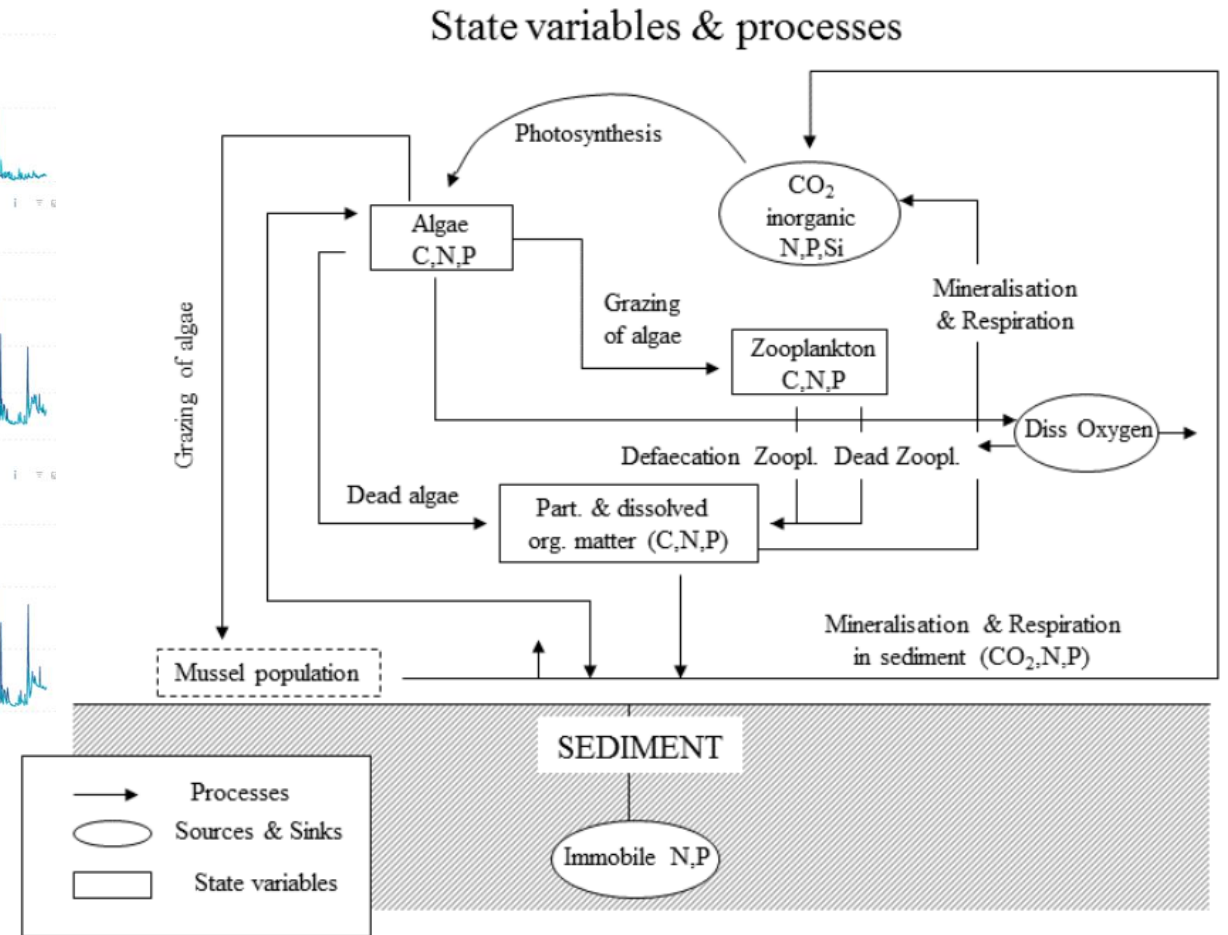 State variables & processes
Photosynthesis
CO₂
inorganic
N,P,Si
Algae
C,N,P
Mineralisation
& Respiration
Grazing
of algae
Grazing of algae
Zooplankton
C,N,P
Diss Oxygen
Defaecation Zoopl. Dead Zoopl.
Dead algae
Part. & dissolved
org. matter (C,N,P)
Mineralisation & Respiration
in sediment (CO₂,N,P)
Mussel population
SEDIMENT
Processes
Sources & Sinks
State variables
Immobile N,P